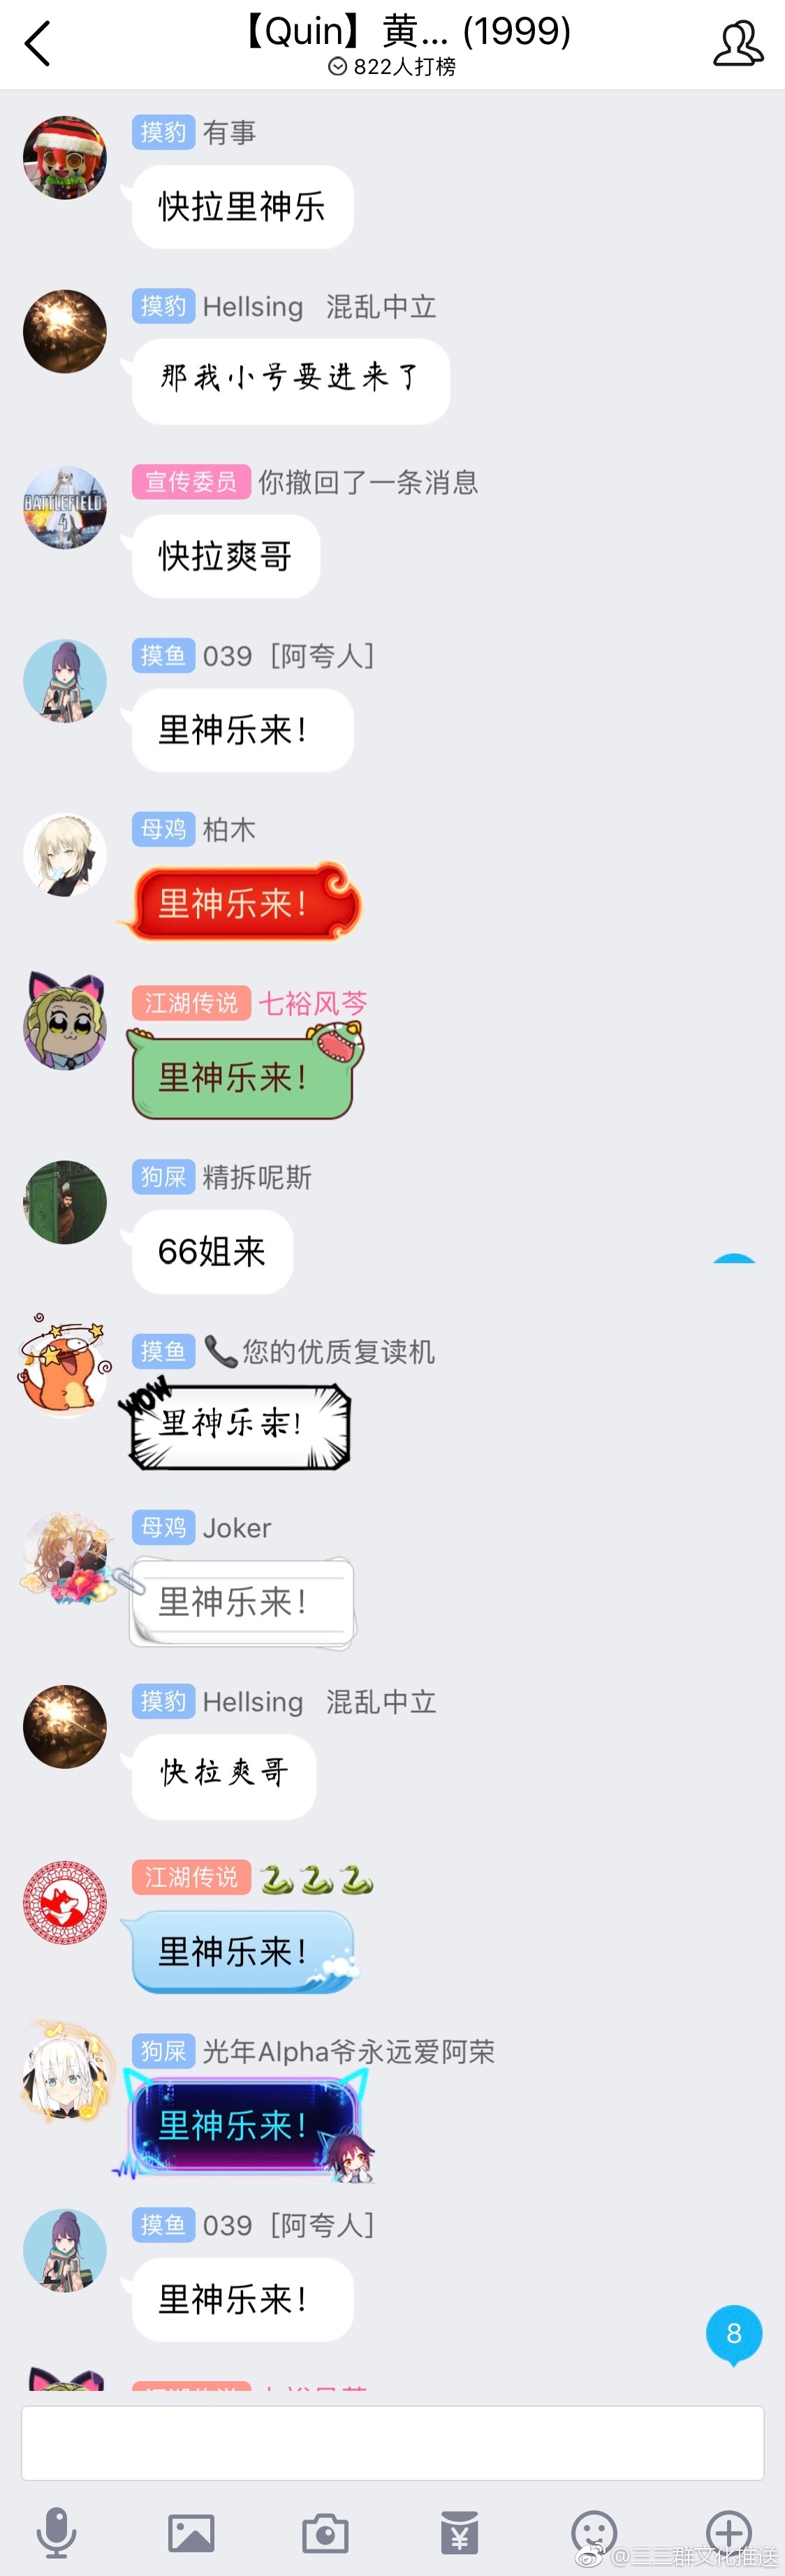 【Quin】黄... (1999)
822人打榜
摸豹 有事
快拉里神乐
摸豹 Hellsing 混乱中立
那我小号要进来了
宣传委员 你撤回了一条消息
BATTLEFIELD
4
快拉爽哥
摸鱼 039［阿夸人］
里神乐来！
母鸡 柏木
里神乐来！
江湖传说 七裕风芩
里神乐来！
狗屎 精拆呢斯
66姐来
摸鱼 📞您的优质复读机
WOW
里神乐来！
母鸡 Joker
里神乐来！
摸豹 Hellsing 混乱中立
快拉爽哥
江湖传说 🐍🐍🐍
里神乐来！
狗屎 光年Alpha爷永远爱阿荣
里神乐来！
摸鱼 039［阿夸人］
里神乐来！
8
¥
@三三群文化推送